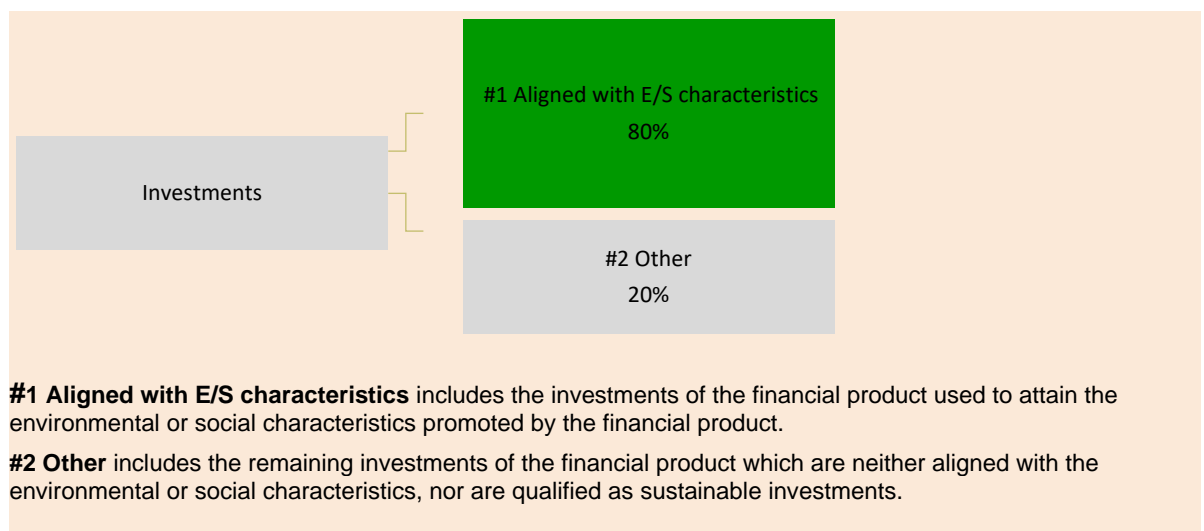 #1 Aligned with E/S characteristics
80%
Investments
#2 Other
20%
#1 Aligned with E/S characteristics includes the investments of the financial product used to attain the
environmental or social characteristics promoted by the financial product.
#2 Other includes the remaining investments of the financial product which are neither aligned with the
environmental or social characteristics, nor are qualified as sustainable investments.